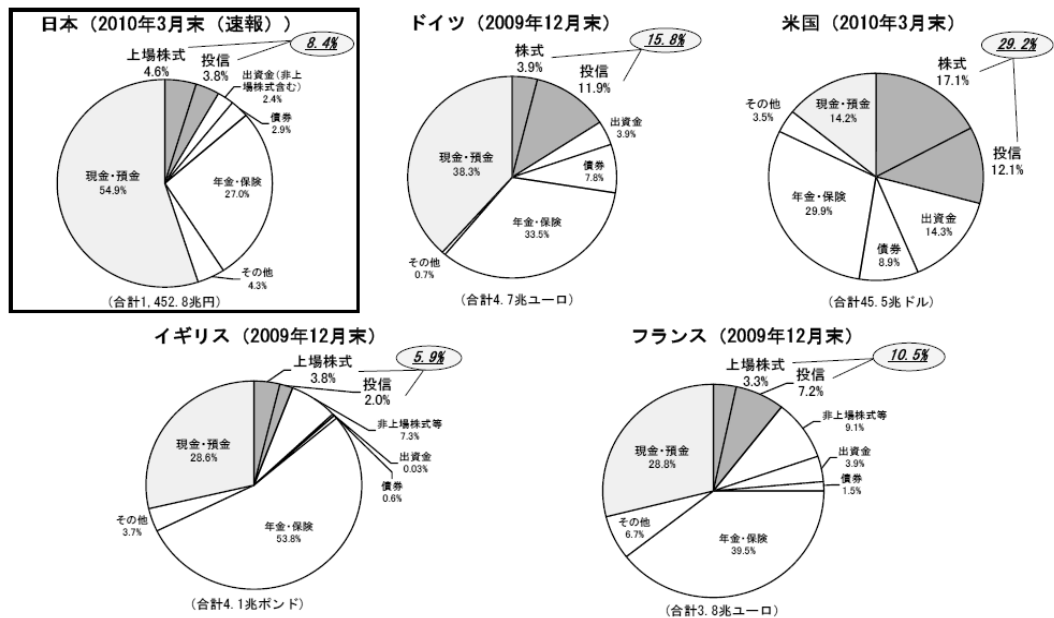 日本（2010年3月末（速報））
8.4%
上場株式
4.6%
投信
3.8%
出資金（非上
場株式含む）
2.4%
債券
2.9%
現金・預金
54.9%
年金・保険
27.0%
その他
4.3%
（合計1,452.8兆円）
ドイツ（2009年12月末）
15.8%
株式
3.9%
投信
11.9%
出資金
3.9%
債券
7.8%
現金・預金
38.3%
年金・保険
33.5%
その他
0.7%
（合計4.7兆ユーロ）
米国（2010年3月末）
29.2%
株式
17.1%
投信
12.1%
その他
3.5%
現金・預金
14.2%
年金・保険
29.9%
出資金
14.3%
債券
8.9%
（合計45.5兆ドル）
イギリス（2009年12月末）
5.9%
上場株式
3.8%
投信
2.0%
非上場株式等
7.3%
出資金
0.03%
債券
0.6%
現金・預金
28.6%
その他
3.7%
年金・保険
53.8%
（合計4.1兆ポンド）
フランス（2009年12月末）
10.5%
上場株式
3.3%
投信
7.2%
非上場株式等
9.1%
出資金
3.9%
債券
1.5%
現金・預金
28.8%
その他
6.7%
年金・保険
39.5%
（合計3.8兆ユーロ）